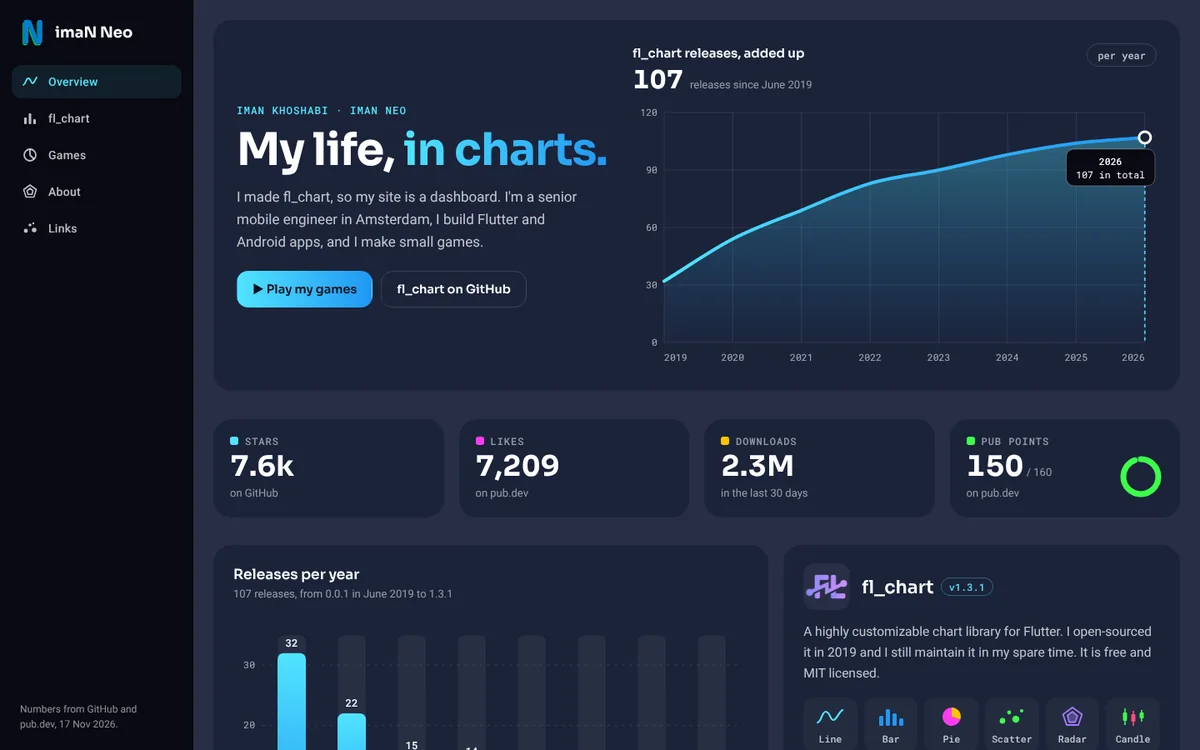 imaN Neo
Overview
fl_chart
Games
About
Links
Numbers from GitHub and
pub.dev, 17 Nov 2026.
IMAN KHOSHABI · IMAN NEO
My life, in charts.
I made fl_chart, so my site is a dashboard. I'm a senior
mobile engineer in Amsterdam, I build Flutter and
Android apps, and I make small games.
▶ Play my games
fl_chart on GitHub
fl_chart releases, added up
107 releases since June 2019
per year
120
90
60
30
0
2026
107 in total
2019 2020 2021 2022 2023 2024 2025 2026
STARS
7.6k
on GitHub
LIKES
7,209
on pub.dev
DOWNLOADS
2.3M
in the last 30 days
PUB POINTS
150 / 160
on pub.dev
Releases per year
107 releases, from 0.0.1 in June 2019 to 1.3.1
32
30
22
20
15
fl_chart v1.3.1
A highly customizable chart library for Flutter. I open-sourced
it in 2019 and I still maintain it in my spare time. It is free and
MIT licensed.
Line Bar Pie Scatter Radar Candle